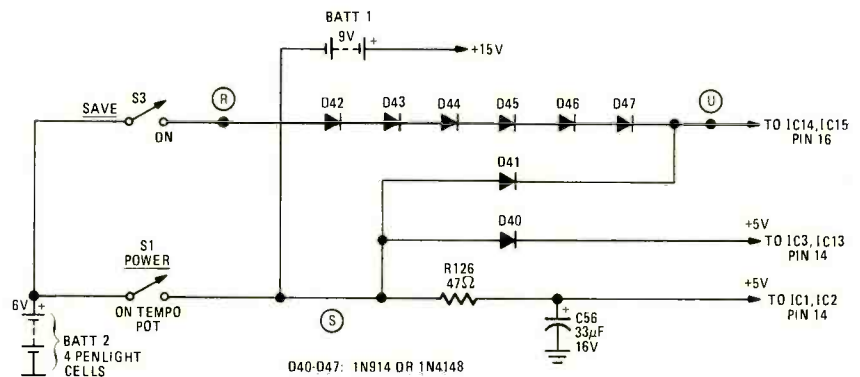 BATT 1
9V
+
+15V
SAVE
S3
ON
R
D42
D43
D44
D45
D46
D47
U
TO IC14, IC15
PIN 16
D41
D40
+5V
TO IC3, IC13
PIN 14
S1
POWER
ON TEMPO
POT
R126
47Ω
+5V
TO IC1, IC2
PIN 14
S
6V
+
BATT 2
4 PENLIGHT
CELLS
+
C56
33µF
16V
D40-D47: 1N914 OR 1N4148